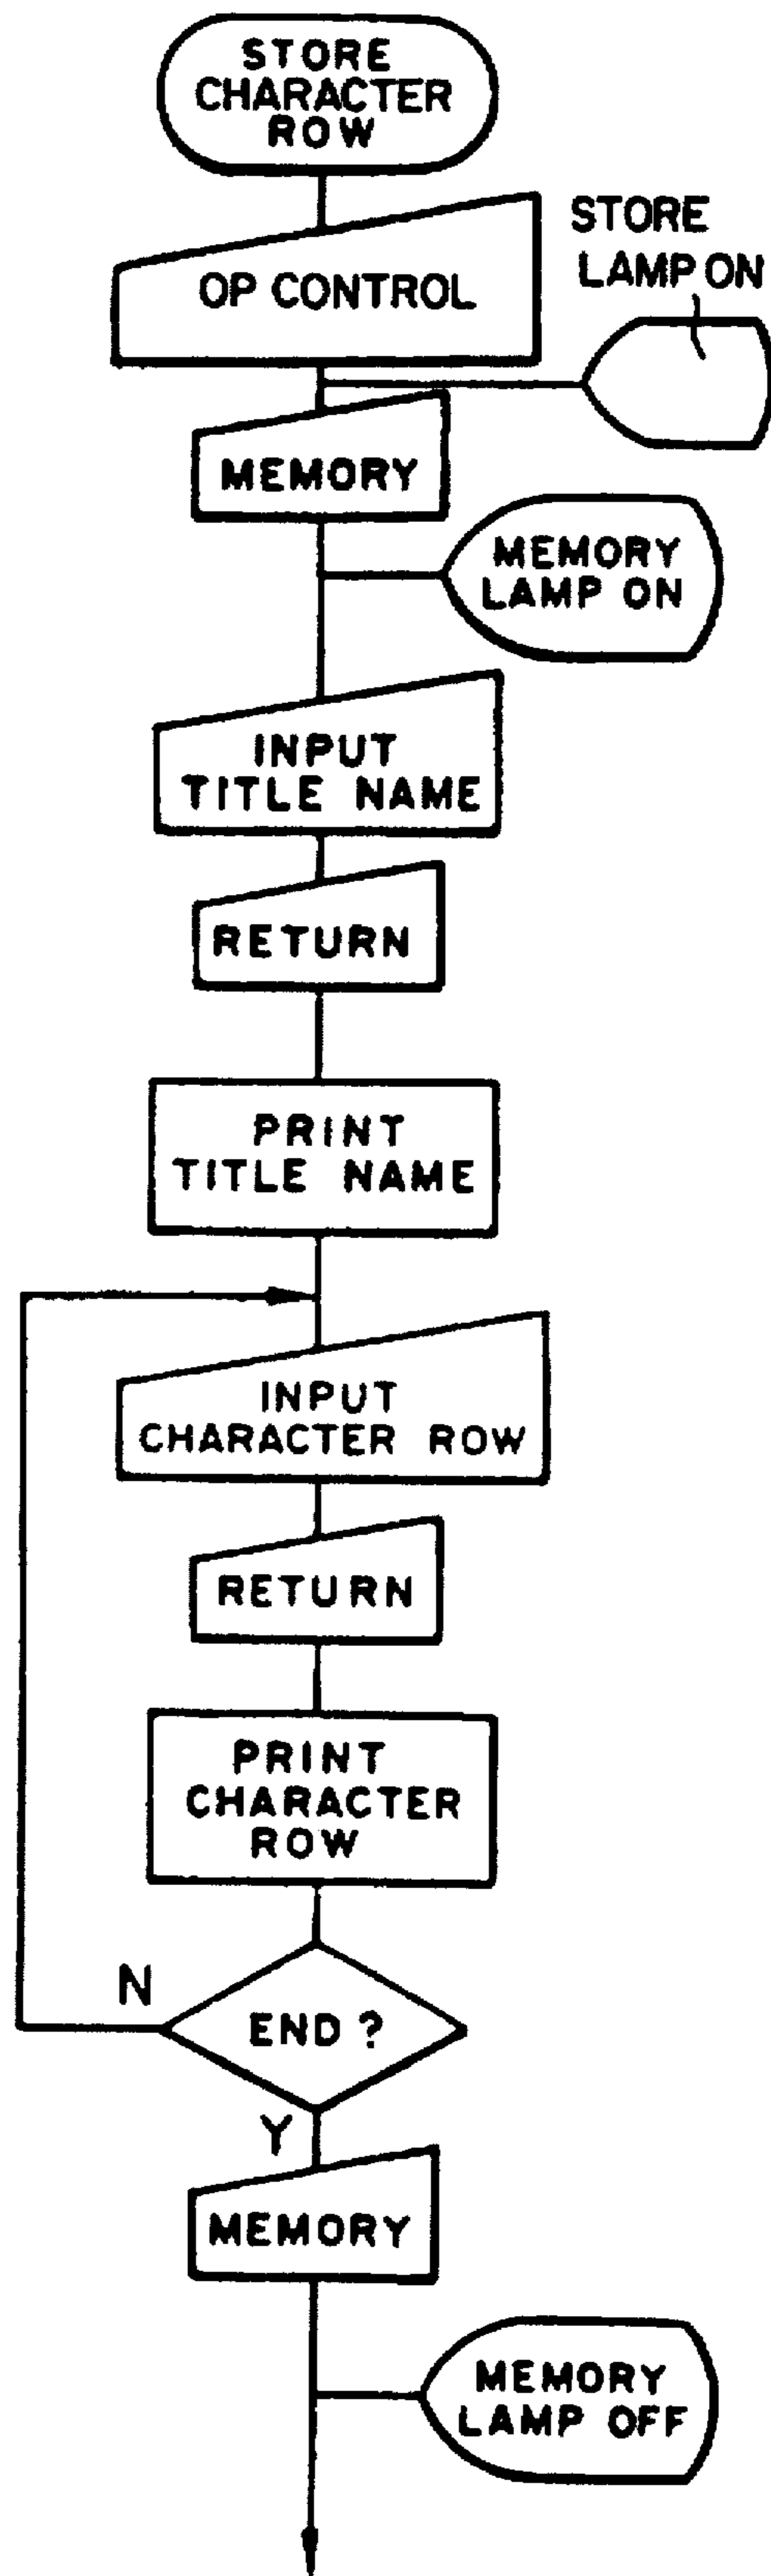 STORE
CHARACTER
ROW
OP CONTROL
STORE
LAMP ON
MEMORY
MEMORY
LAMP ON
INPUT
TITLE NAME
RETURN
PRINT
TITLE NAME
INPUT
CHARACTER ROW
RETURN
PRINT
CHARACTER
ROW
N
END ?
Y
MEMORY
MEMORY
LAMP OFF